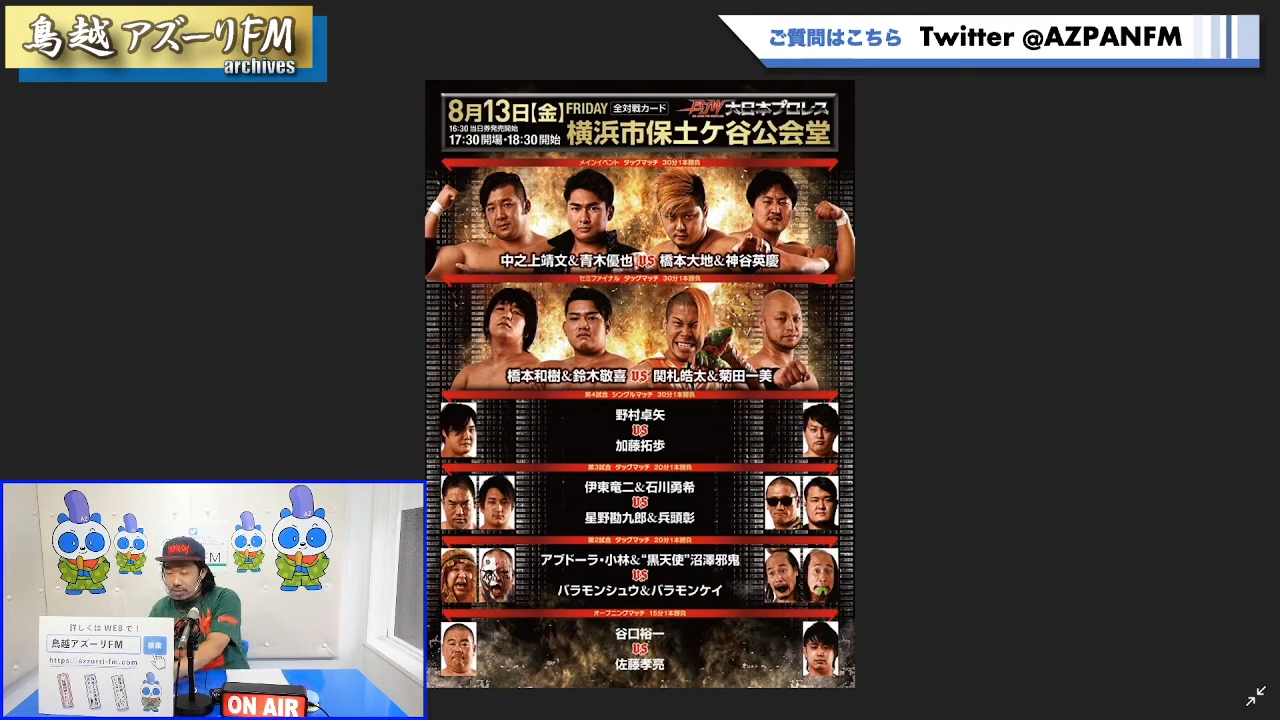 鳥越アズーリFM
archives
ご質問はこちら Twitter @AZPANFM
8月13日【金】FRIDAY 全対戦カード BJW 大日本プロレス
16:30 当日券発売開始
17:30開場・18:30開始 横浜市保土ケ谷公会堂
メインイベント タッグマッチ 30分1本勝負
中之上靖文&青木優也 VS 橋本大地&神谷英慶
セミファイナル タッグマッチ 30分1本勝負
橋本和樹&鈴木敬喜 VS 関札皓太&菊田一美
第4試合 シングルマッチ 30分1本勝負
野村卓矢
VS
加藤拓歩
第3試合 タッグマッチ 20分1本勝負
伊東竜二&石川勇希
VS
星野勘九郎&兵頭彰
第2試合 タッグマッチ 20分1本勝負
アブドーラ・小林&"黒天使"沼澤邪鬼
VS
バラモンシュウ&バラモンケイ
オープニングマッチ 15分1本勝負
谷口裕一
VS
佐藤孝亮
詳しくはWEBで!
鳥越アズーリFM 検索
https://azzurri-fm.com
ON AIR